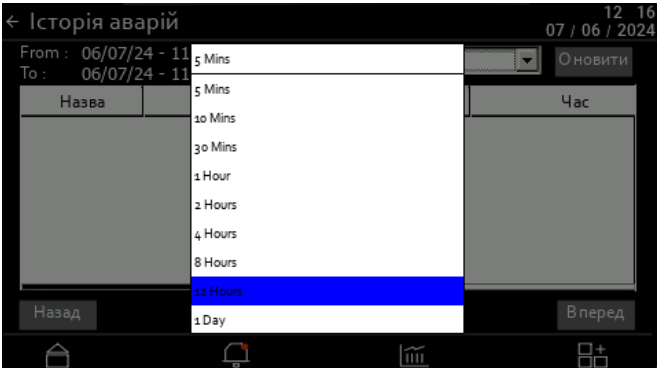 ← Історія аварій
12 16
07 / 06 / 2024
From : 06/07/24 - 11
To : 06/07/24 - 11
5 Mins
Оновити
Назва
Час
5 Mins
10 Mins
30 Mins
1 Hour
2 Hours
4 Hours
8 Hours
12 Hours
1 Day
Назад
Вперед